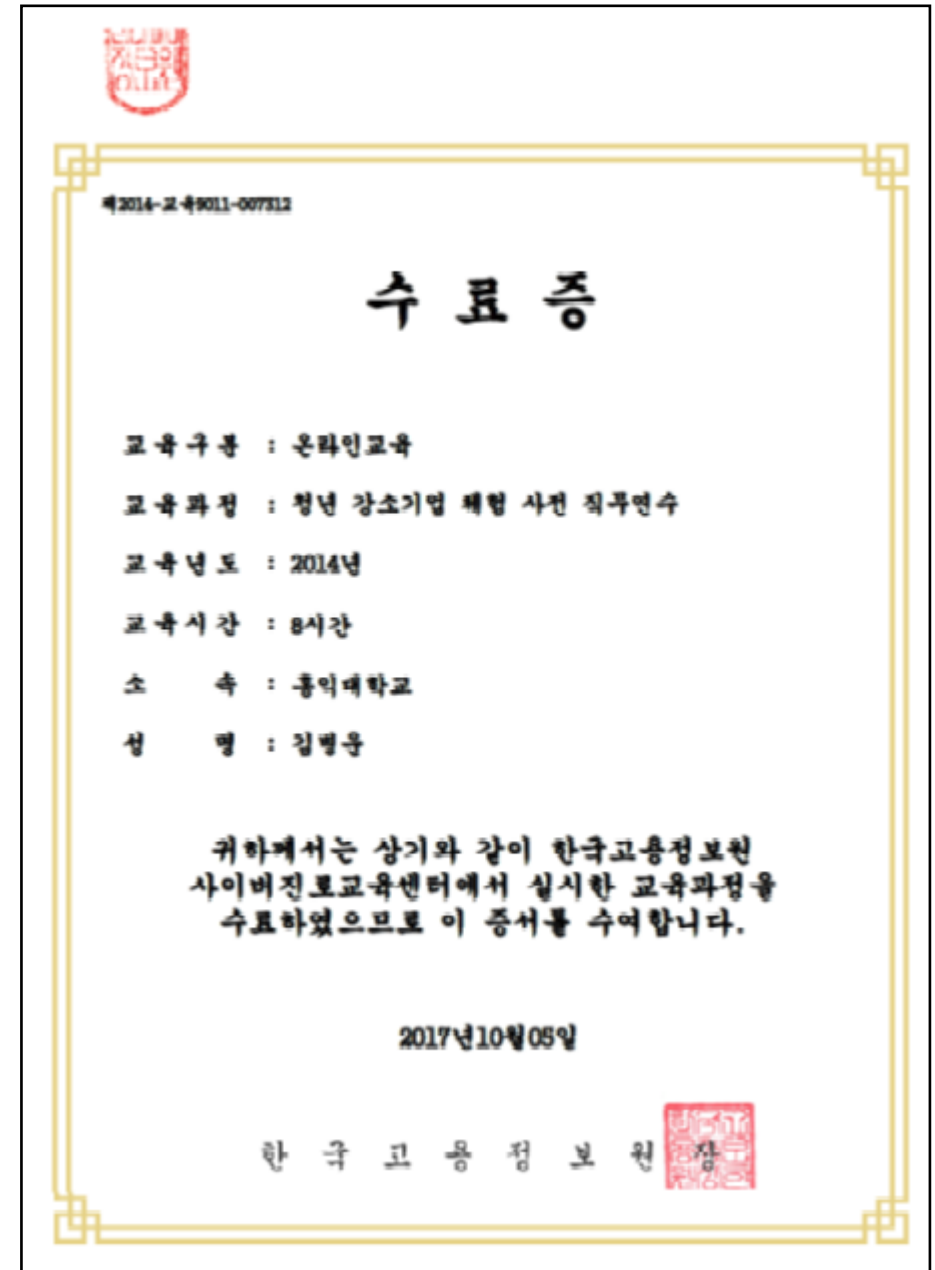 제2014-교육9011-007312
수 료 증
교육구분 : 온라인교육
교육과정 : 청년 강소기업 체험 사전 직무연수
교육년도 : 2014년
교육시간 : 8시간
소 속 : 홍익대학교
성 명 : 김병운
귀하께서는 상기와 같이 한국고용정보원
사이버진로교육센터에서 실시한 교육과정을
수료하였으므로 이 증서를 수여합니다.
2017년10월05일
한 국 고 용 정 보 원 장